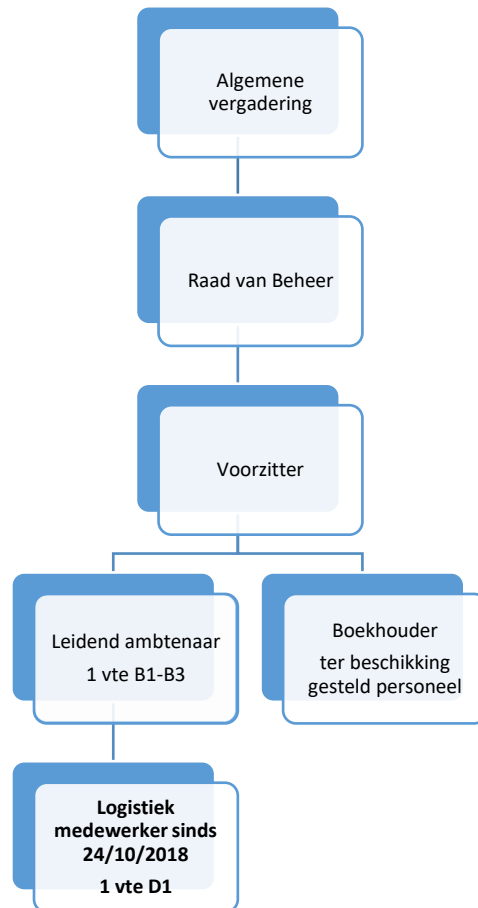 Algemene
vergadering
Raad van Beheer
Voorzitter
Leidend ambtenaar
1 vte B1-B3
Boekhouder
ter beschikking
gesteld personeel
Logistiek
medewerker sinds
24/10/2018
1 vte D1